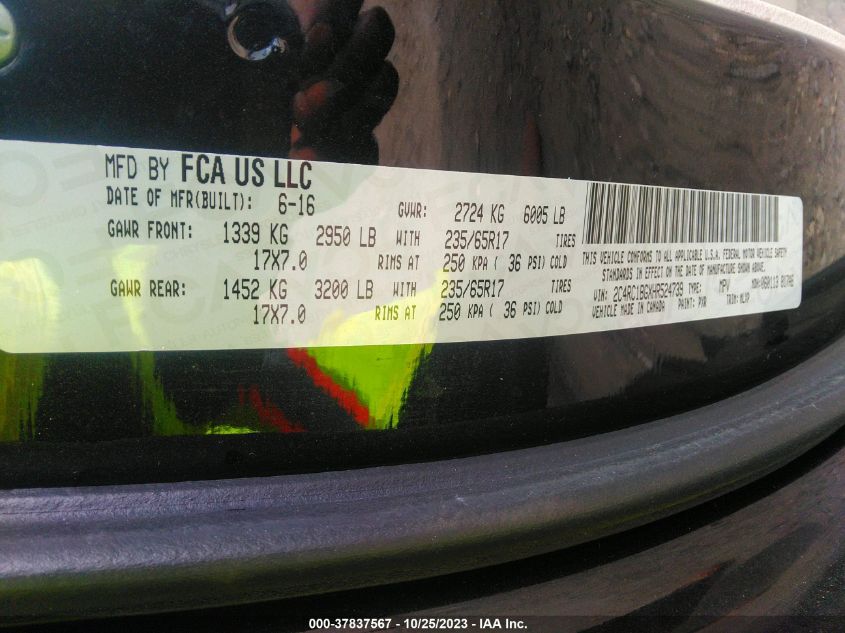 MFD BY FCA US LLC
DATE OF MFR(BUILT): 6-16 GVWR: 2724 KG 6005 LB
GAWR FRONT: 1339 KG 2950 LB WITH 235/65R17 TIRES
17X7.0 RIMS AT 250 KPA ( 36 PSI) COLD
GAWR REAR: 1452 KG 3200 LB WITH 235/65R17 TIRES
17X7.0 RIMS AT 250 KPA ( 36 PSI) COLD
THIS VEHICLE CONFORMS TO ALL APPLICABLE U.S.A. FEDERAL MOTOR VEHICLE SAFETY
STANDARDS IN EFFECT ON THE DATE OF MANUFACTURE SHOWN ABOVE.
VIN: 2C4RC1BGXHR524739 TYPE: MPV MDH:
VEHICLE MADE IN CANADA PAINT: PXR TRIM:
000-37837567 - 10/25/2023 - IAA Inc.